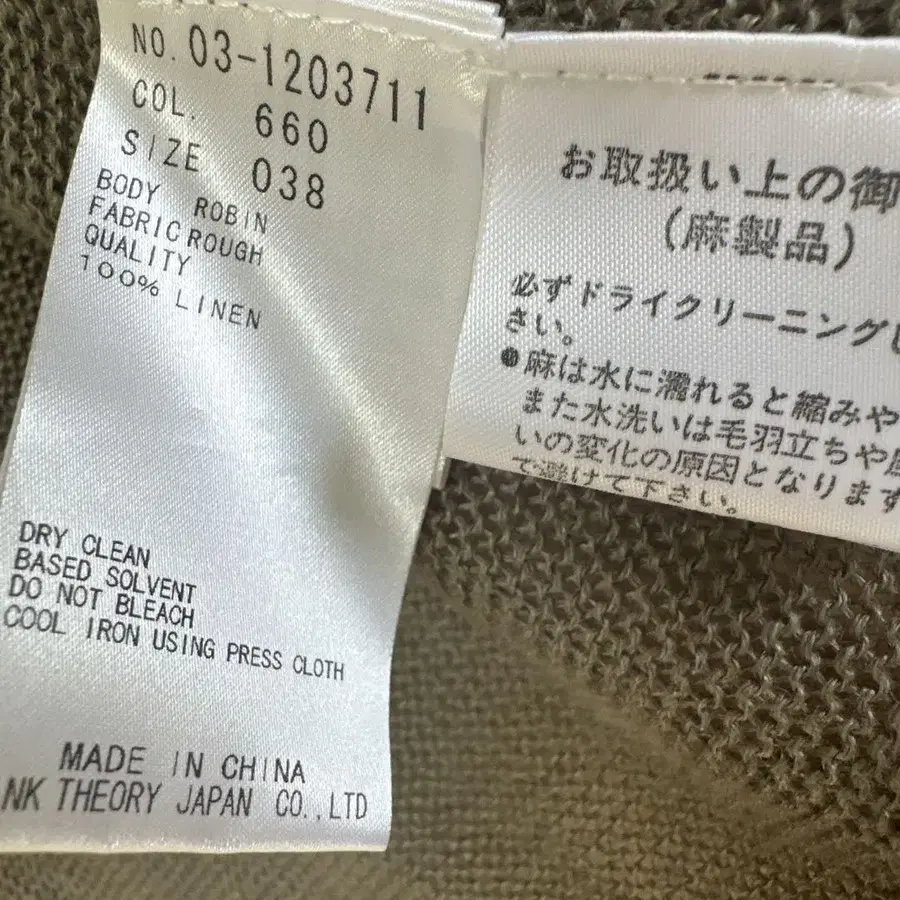 NO. 03-1203711
COL. 660
SIZE 038
BODY ROBIN
FABRIC ROUGH
QUALITY
100% LINEN
DRY CLEAN
BASED SOLVENT
DO NOT BLEACH
COOL IRON USING PRESS CLOTH
MADE IN CHINA
NK THEORY JAPAN CO.,LTD
お取扱い上の御
(麻製品)
必ずドライクリーニングし
さい。
●麻は水に濡れると縮みや
また水洗いは毛羽立ちや風
いの変化の原因となります
で避けて下さい。